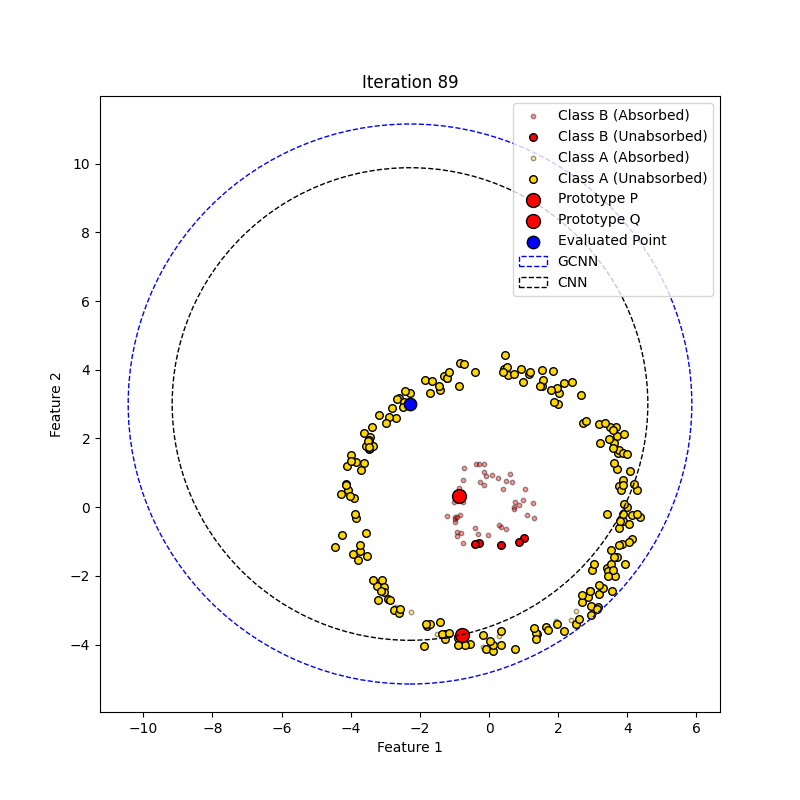 Iteration 89
Class B (Absorbed)
Class B (Unabsorbed)
Class A (Absorbed)
Class A (Unabsorbed)
Prototype P
Prototype Q
Evaluated Point
GCNN
CNN
10
8
6
4
2
0
−2
−4
Feature 2
−10 −8 −6 −4 −2 0 2 4 6
Feature 1